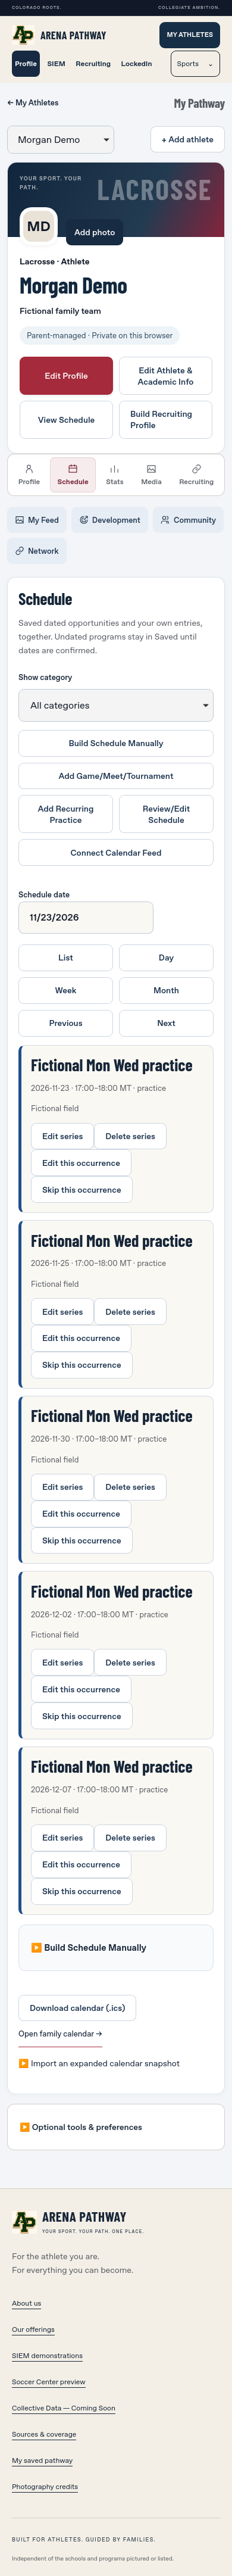 COLORADO ROOTS. COLLEGIATE AMBITION.
AP ARENA PATHWAY MY ATHLETES
Profile SIEM Recruiting LockedIn Sports
← My Athletes My Pathway
Morgan Demo + Add athlete
YOUR SPORT. YOUR
PATH.
LACROSSE
MD
Add photo
Lacrosse · Athlete
Morgan Demo
Fictional family team
Parent-managed · Private on this browser
Edit Profile
Edit Athlete &
Academic Info
View Schedule
Build Recruiting
Profile
Profile Schedule Stats Media Recruiting
My Feed Development Community
Network
Schedule
Saved dated opportunities and your own entries,
together. Undated programs stay in Saved until
dates are confirmed.
Show category
All categories
Build Schedule Manually
Add Game/Meet/Tournament
Add Recurring
Practice
Review/Edit
Schedule
Connect Calendar Feed
Schedule date
11/23/2026
List Day
Week Month
Previous Next
Fictional Mon Wed practice
2026-11-23 · 17:00–18:00 MT · practice
Fictional field
Edit series Delete series
Edit this occurrence
Skip this occurrence
Fictional Mon Wed practice
2026-11-25 · 17:00–18:00 MT · practice
Fictional field
Edit series Delete series
Edit this occurrence
Skip this occurrence
Fictional Mon Wed practice
2026-11-30 · 17:00–18:00 MT · practice
Fictional field
Edit series Delete series
Edit this occurrence
Skip this occurrence
Fictional Mon Wed practice
2026-12-02 · 17:00–18:00 MT · practice
Fictional field
Edit series Delete series
Edit this occurrence
Skip this occurrence
Fictional Mon Wed practice
2026-12-07 · 17:00–18:00 MT · practice
Fictional field
Edit series Delete series
Edit this occurrence
Skip this occurrence
▶ Build Schedule Manually
Download calendar (.ics)
Open family calendar →
▶ Import an expanded calendar snapshot
▶ Optional tools & preferences
AP ARENA PATHWAY
YOUR SPORT. YOUR PATH. ONE PLACE.
For the athlete you are.
For everything you can become.
About us
Our offerings
SIEM demonstrations
Soccer Center preview
Collective Data — Coming Soon
Sources & coverage
My saved pathway
Photography credits
BUILT FOR ATHLETES. GUIDED BY FAMILIES.
Independent of the schools and programs pictured or listed.